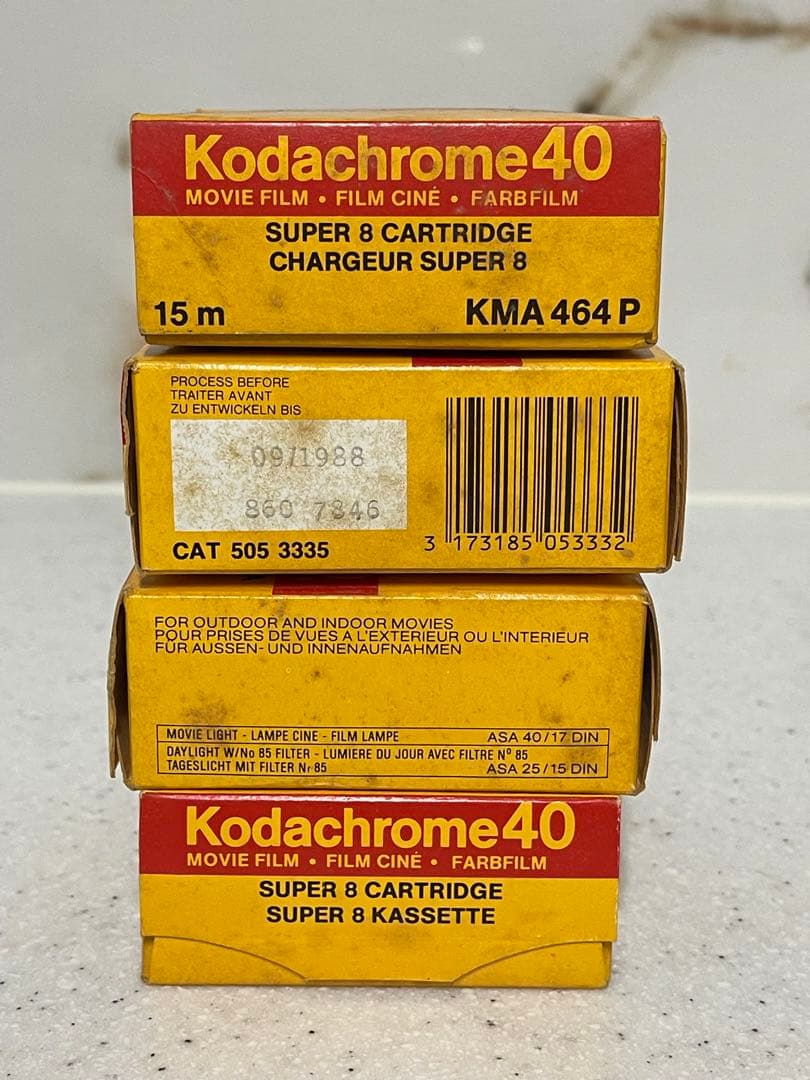 Kodachrome40
MOVIE FILM • FILM CINÉ • FARBFILM
SUPER 8 CARTRIDGE
CHARGEUR SUPER 8
15 m KMA 464 P
PROCESS BEFORE
TRAITER AVANT
ZU ENTWICKELN BIS
09/1988
860 7846
CAT 505 3335
3 173185 053332
FOR OUTDOOR AND INDOOR MOVIES
POUR PRISES DE VUES A L'EXTERIEUR OU L'INTERIEUR
FÜR AUSSEN- UND INNENAUFNAHMEN
MOVIE LIGHT - LAMPE CINE - FILM LAMPE ASA 40/17 DIN
DAYLIGHT W/No 85 FILTER - LUMIERE DU JOUR AVEC FILTRE Nº 85
TAGESLICHT MIT FILTER Nr 85 ASA 25/15 DIN
Kodachrome40
MOVIE FILM • FILM CINÉ • FARBFILM
SUPER 8 CARTRIDGE
SUPER 8 KASSETTE